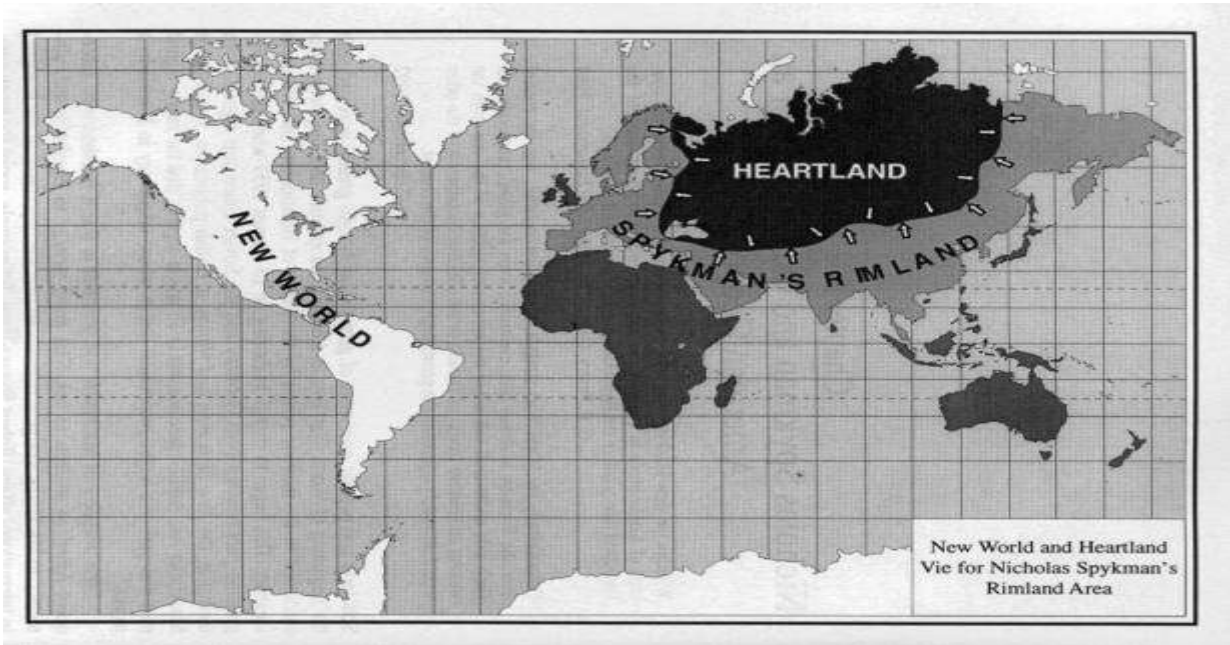 NEW WORLD
HEARTLAND
SPYKMAN'S RIMLAND
New World and Heartland
Vie for Nicholas Spykman's
Rimland Area